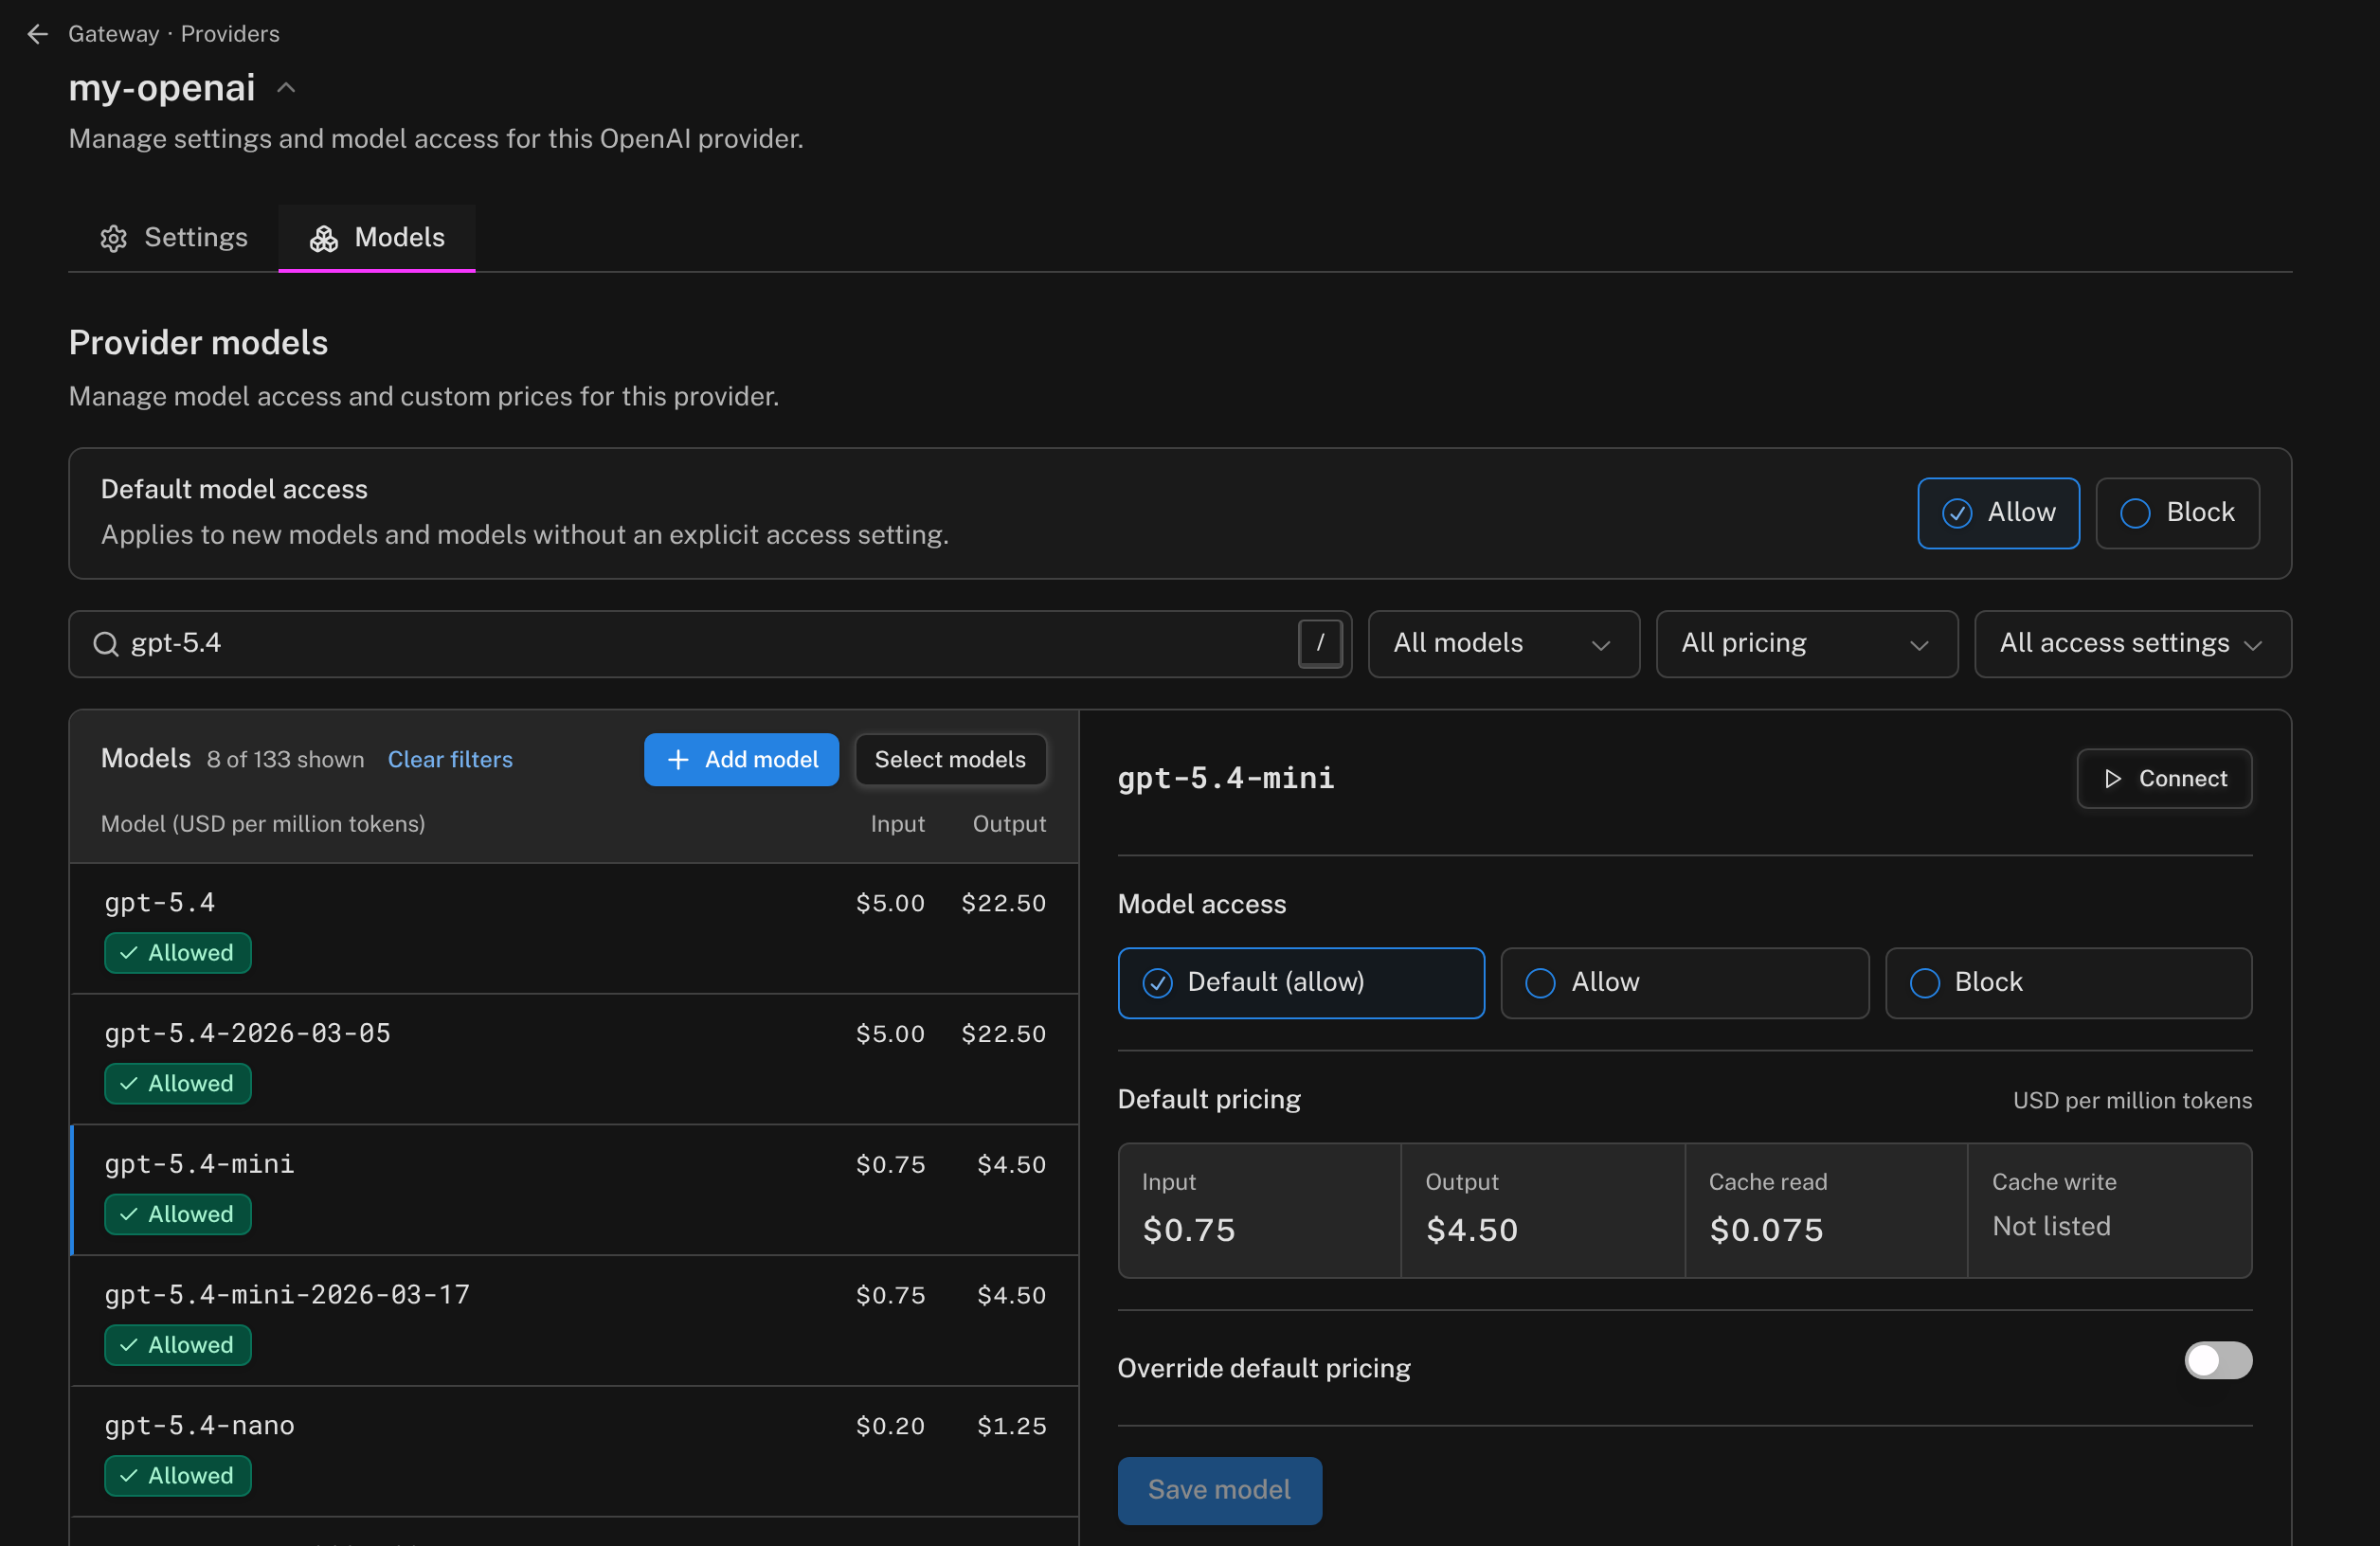 Gateway · Providers
my-openai
Manage settings and model access for this OpenAI provider.
Settings
Models
Provider models
Manage model access and custom prices for this provider.
Default model access
Applies to new models and models without an explicit access setting.
Allow
Block
gpt-5.4
/
All models
All pricing
All access settings
Models 8 of 133 shown Clear filters
Add model
Select models
Model (USD per million tokens) Input Output
gpt-5.4 $5.00 $22.50
Allowed
gpt-5.4-2026-03-05 $5.00 $22.50
Allowed
gpt-5.4-mini $0.75 $4.50
Allowed
gpt-5.4-mini-2026-03-17 $0.75 $4.50
Allowed
gpt-5.4-nano $0.20 $1.25
Allowed
gpt-5.4-mini
Connect
Model access
Default (allow)
Allow
Block
Default pricing USD per million tokens
Input Output Cache read Cache write
$0.75 $4.50 $0.075 Not listed
Override default pricing
Save model